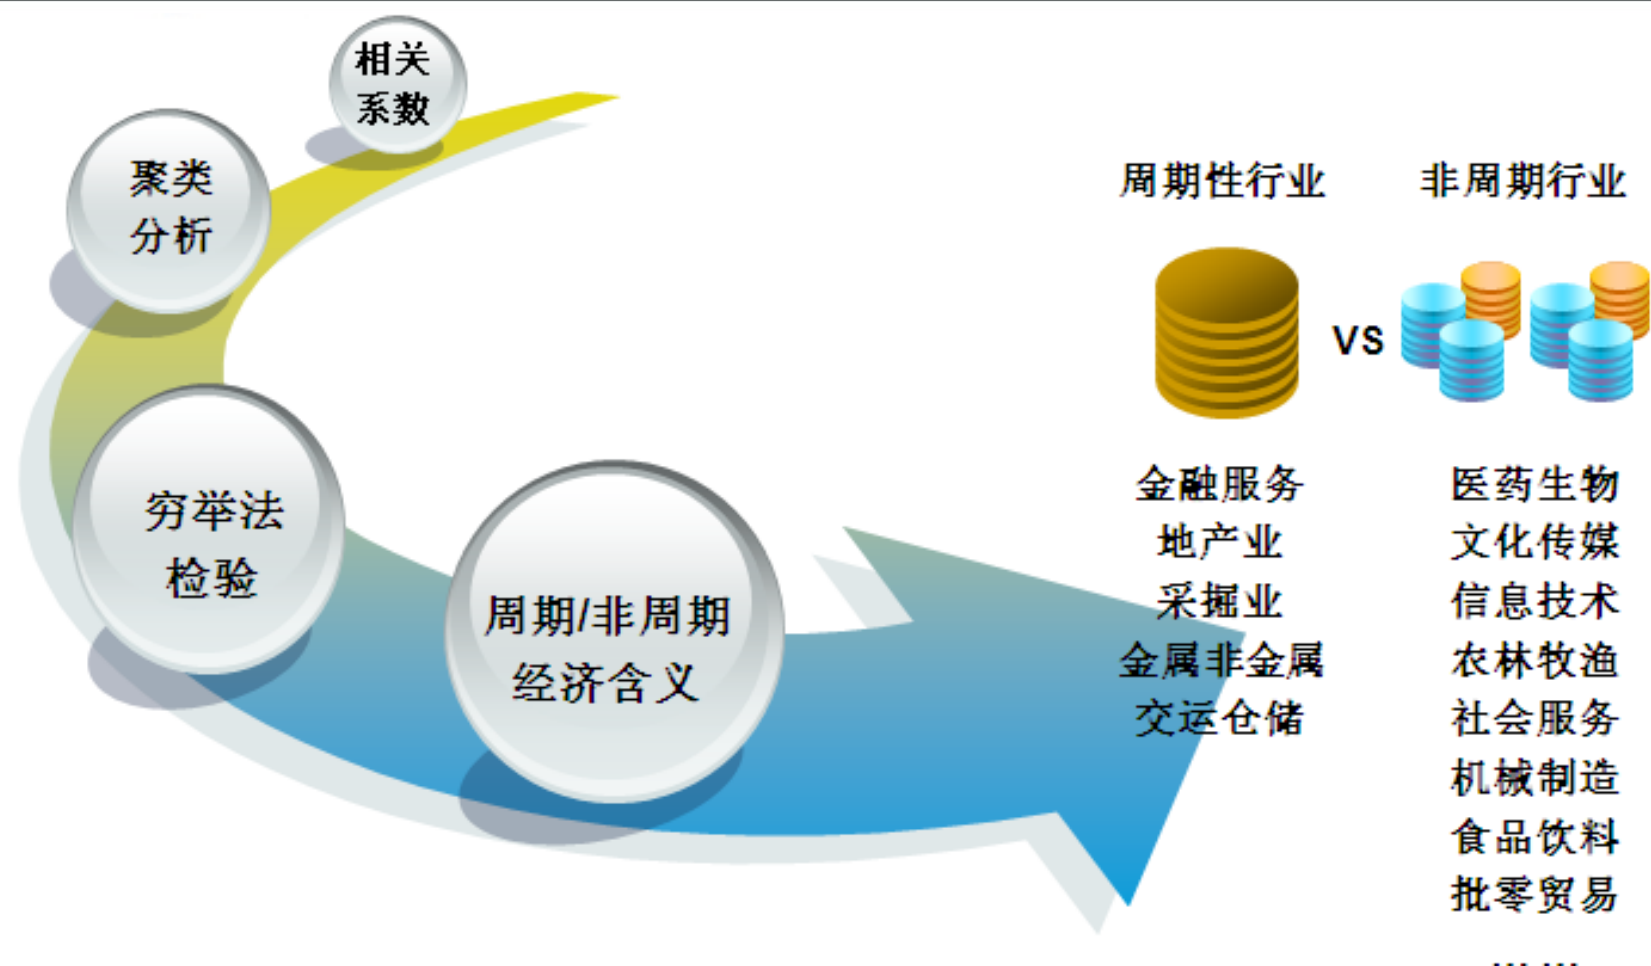 相关
系数
聚类
分析
穷举法
检验
周期/非周期
经济含义
周期性行业
非周期行业
VS
金融服务
地产业
采掘业
金属非金属
交运仓储
医药生物
文化传媒
信息技术
农林牧渔
社会服务
机械制造
食品饮料
批零贸易
……